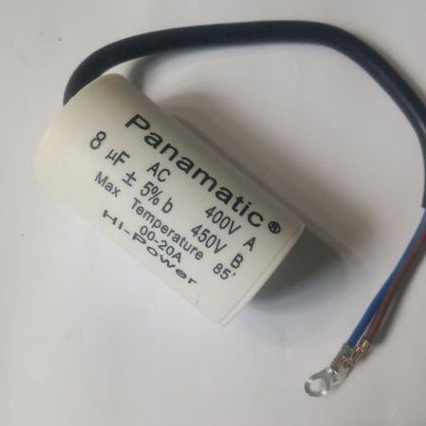 Panamatic®
8 µF AC 400V A
± 5% b 450V B
Max Temperature 85'
00-20A
Hi-Power